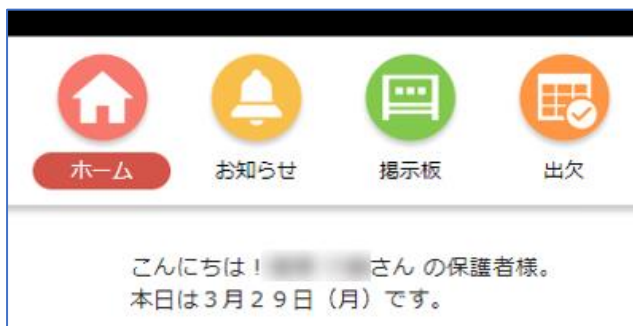 ホーム お知らせ 掲示板 出欠
こんにちは！ さん の保護者様。
本日は３月２９日（月）です。